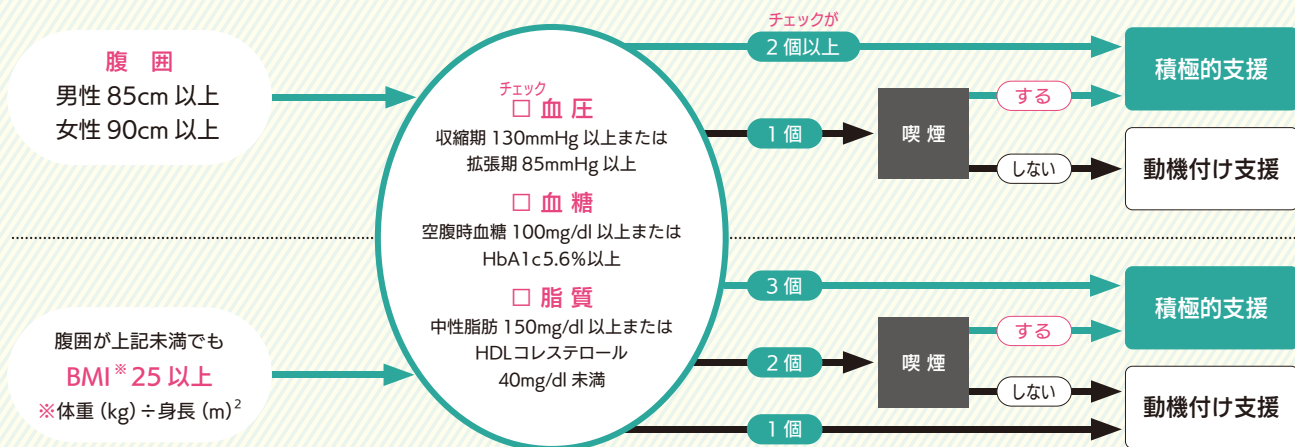 腹 囲
男性 85cm 以上
女性 90cm 以上
チェック
□ 血 圧
収縮期 130mmHg 以上または
拡張期 85mmHg 以上
□ 血 糖
空腹時血糖 100mg/dl 以上または
HbA1c 5.6%以上
□ 脂 質
中性脂肪 150mg/dl 以上または
HDLコレステロール
40mg/dl 未満
チェックが
2 個以上
積極的支援
1 個
喫 煙
する
しない
動機付け支援
腹囲が上記未満でも
BMI※ 25 以上
※体重 (kg) ÷ 身長 (m)²
3 個
積極的支援
2 個
喫 煙
する
しない
1 個
動機付け支援